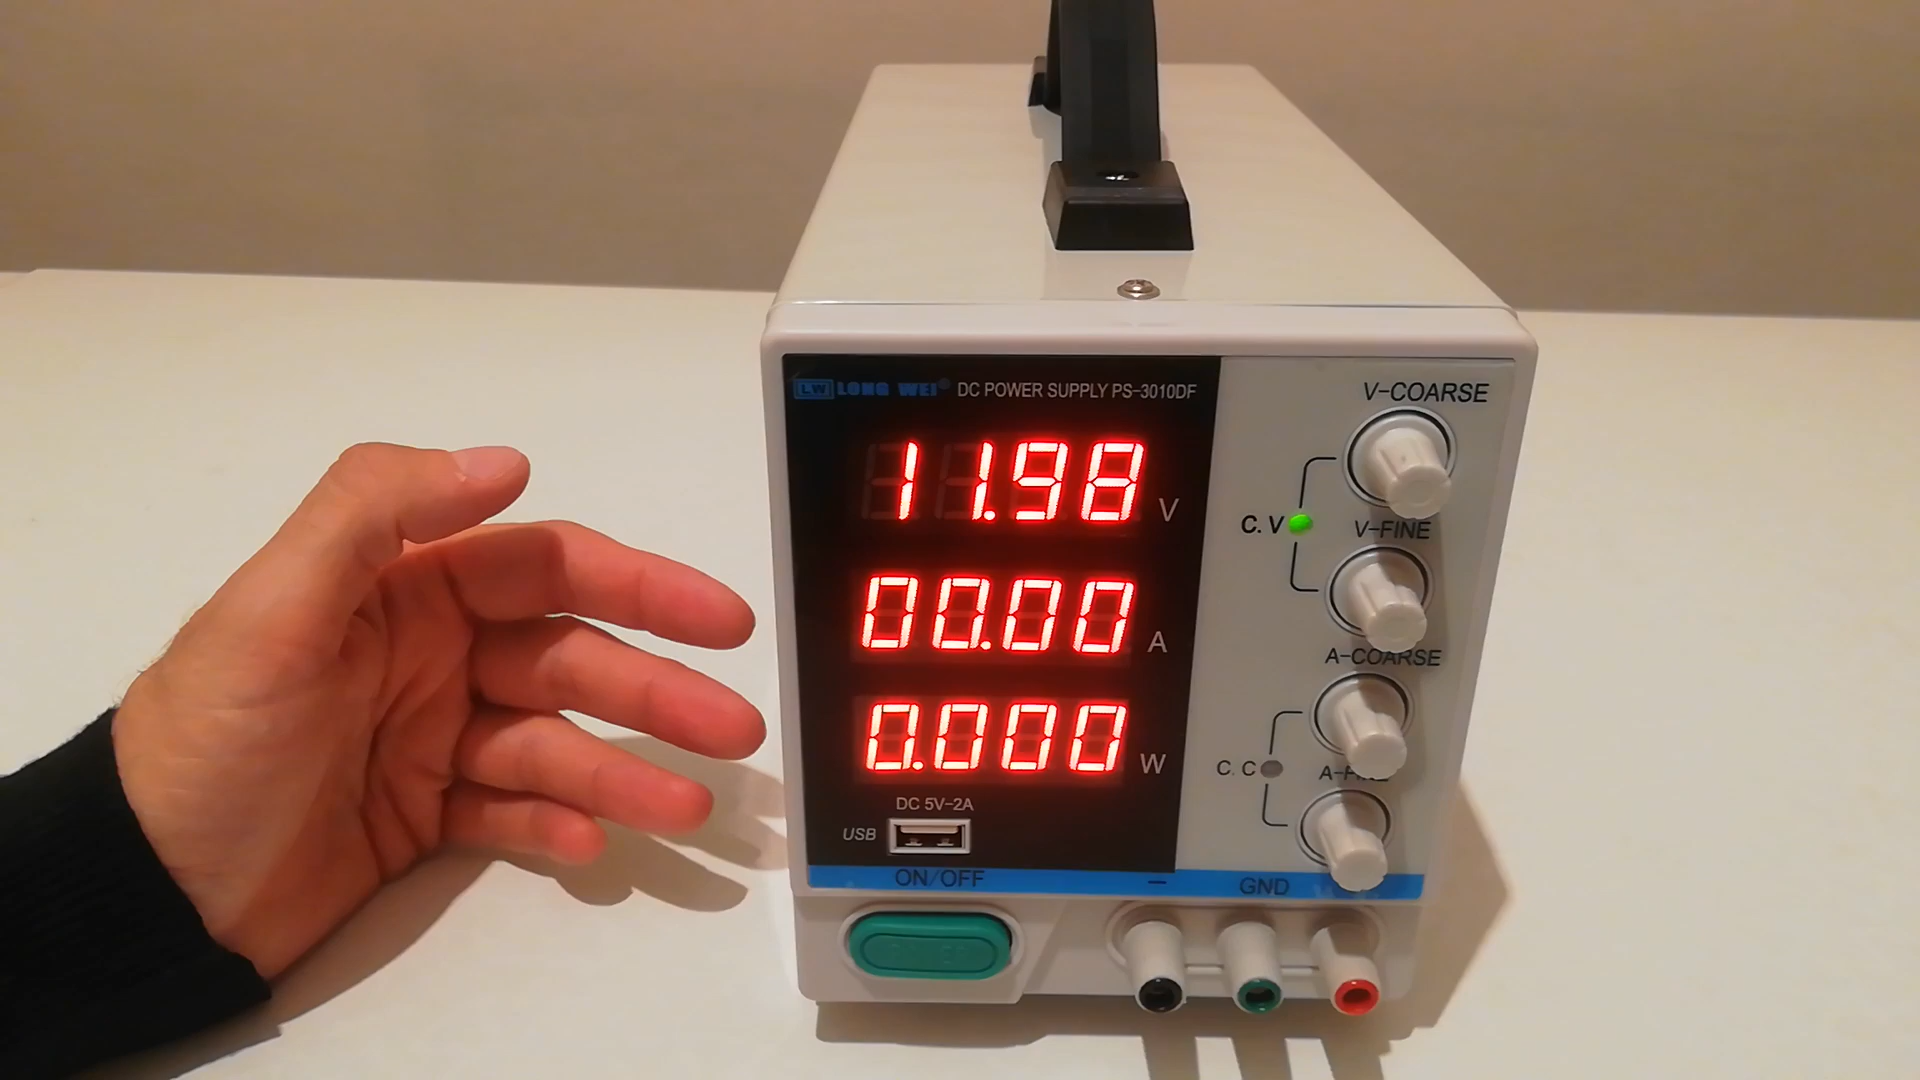 LW LONG WEI® DC POWER SUPPLY PS-3010DF
11.98 V
00.00 A
0.000 W
DC 5V-2A
USB
ON/OFF
V-COARSE
C.V
V-FINE
A-COARSE
C.C
A-FINE
−
GND